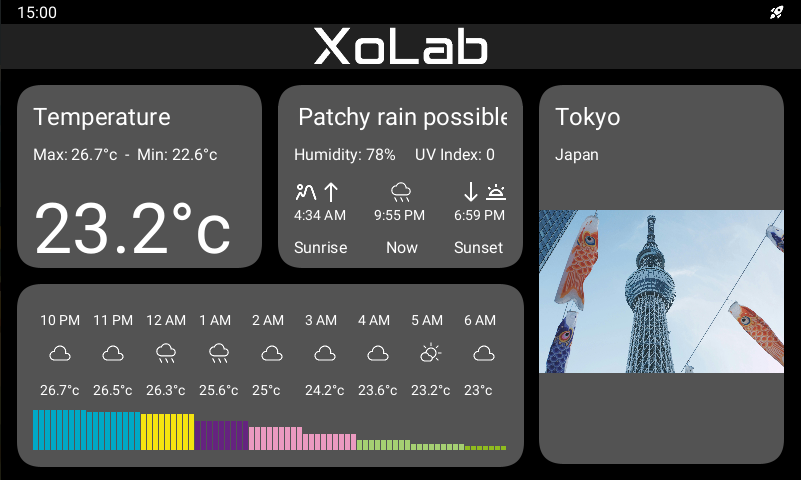 15:00
XoLab
Temperature
Max: 26.7°c - Min: 22.6°c
23.2°c
Patchy rain possible
Humidity: 78% UV Index: 0
4:34 AM 9:55 PM 6:59 PM
Sunrise Now Sunset
Tokyo
Japan
10 PM 11 PM 12 AM 1 AM 2 AM 3 AM 4 AM 5 AM 6 AM
26.7°c 26.5°c 26.3°c 25.6°c 25°c 24.2°c 23.6°c 23.2°c 23°c